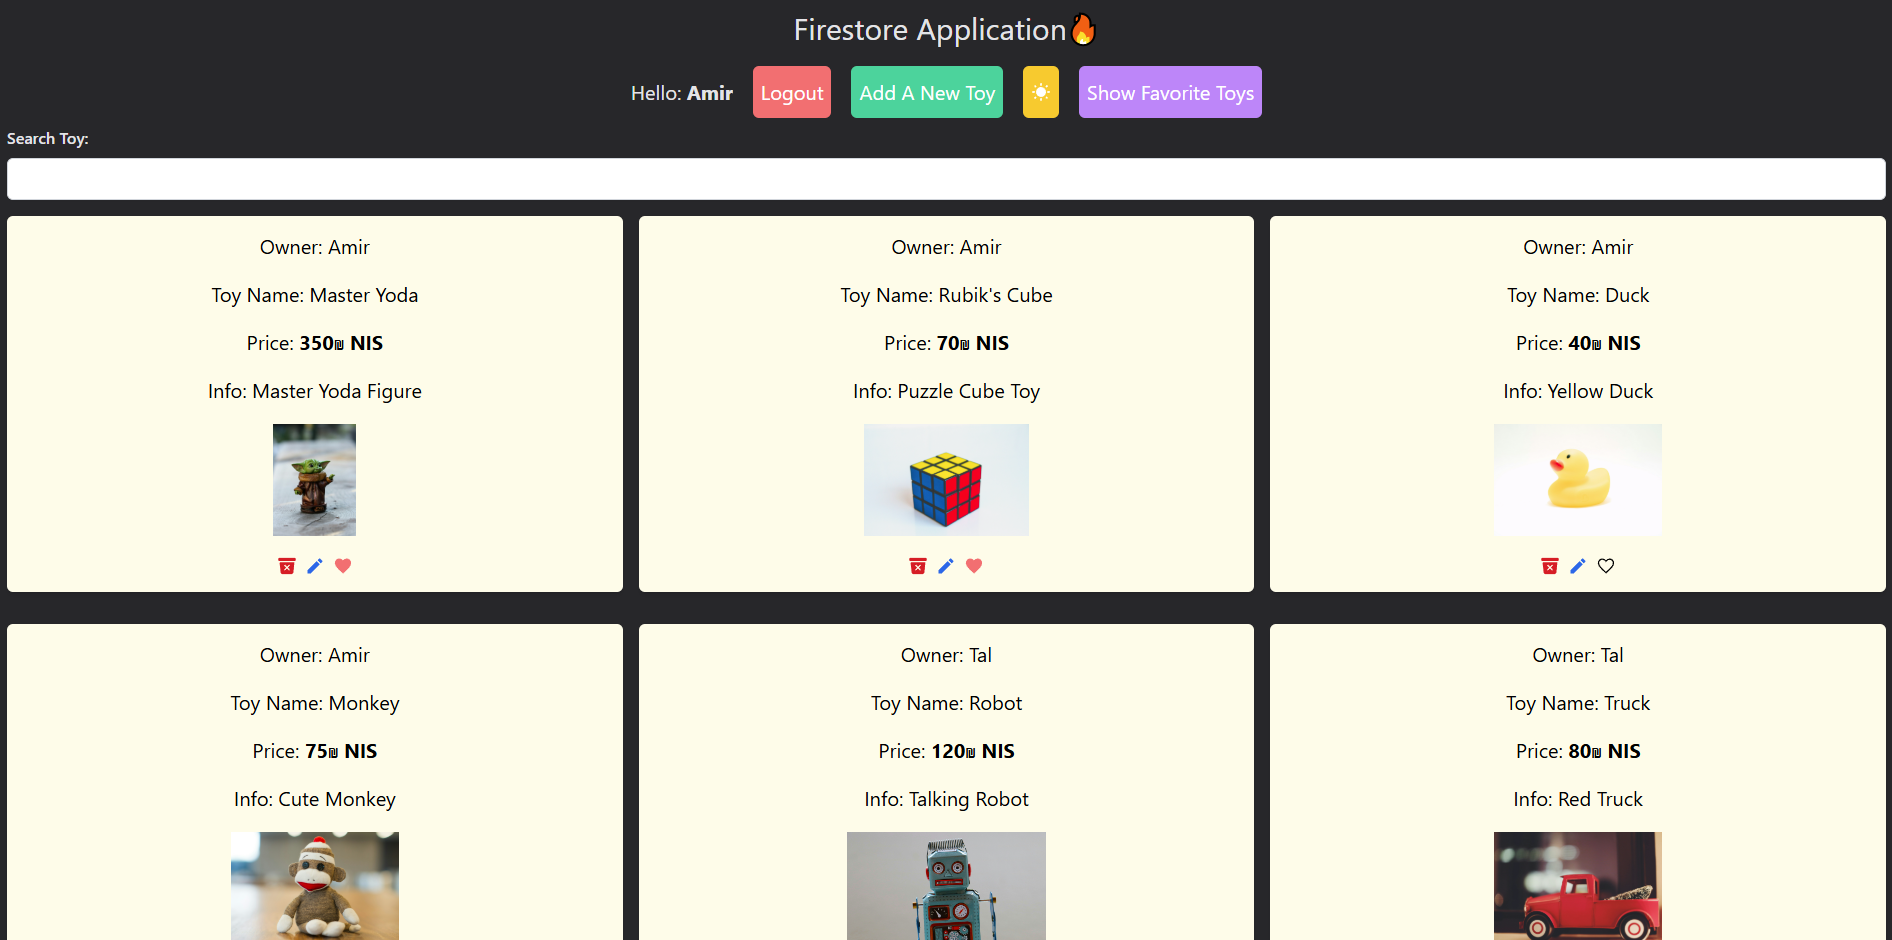 Firestore Application🔥
Hello: Amir Logout Add A New Toy Show Favorite Toys
Search Toy:
Owner: Amir
Toy Name: Master Yoda
Price: 350₪ NIS
Info: Master Yoda Figure
Owner: Amir
Toy Name: Rubik's Cube
Price: 70₪ NIS
Info: Puzzle Cube Toy
Owner: Amir
Toy Name: Duck
Price: 40₪ NIS
Info: Yellow Duck
Owner: Amir
Toy Name: Monkey
Price: 75₪ NIS
Info: Cute Monkey
Owner: Tal
Toy Name: Robot
Price: 120₪ NIS
Info: Talking Robot
Owner: Tal
Toy Name: Truck
Price: 80₪ NIS
Info: Red Truck